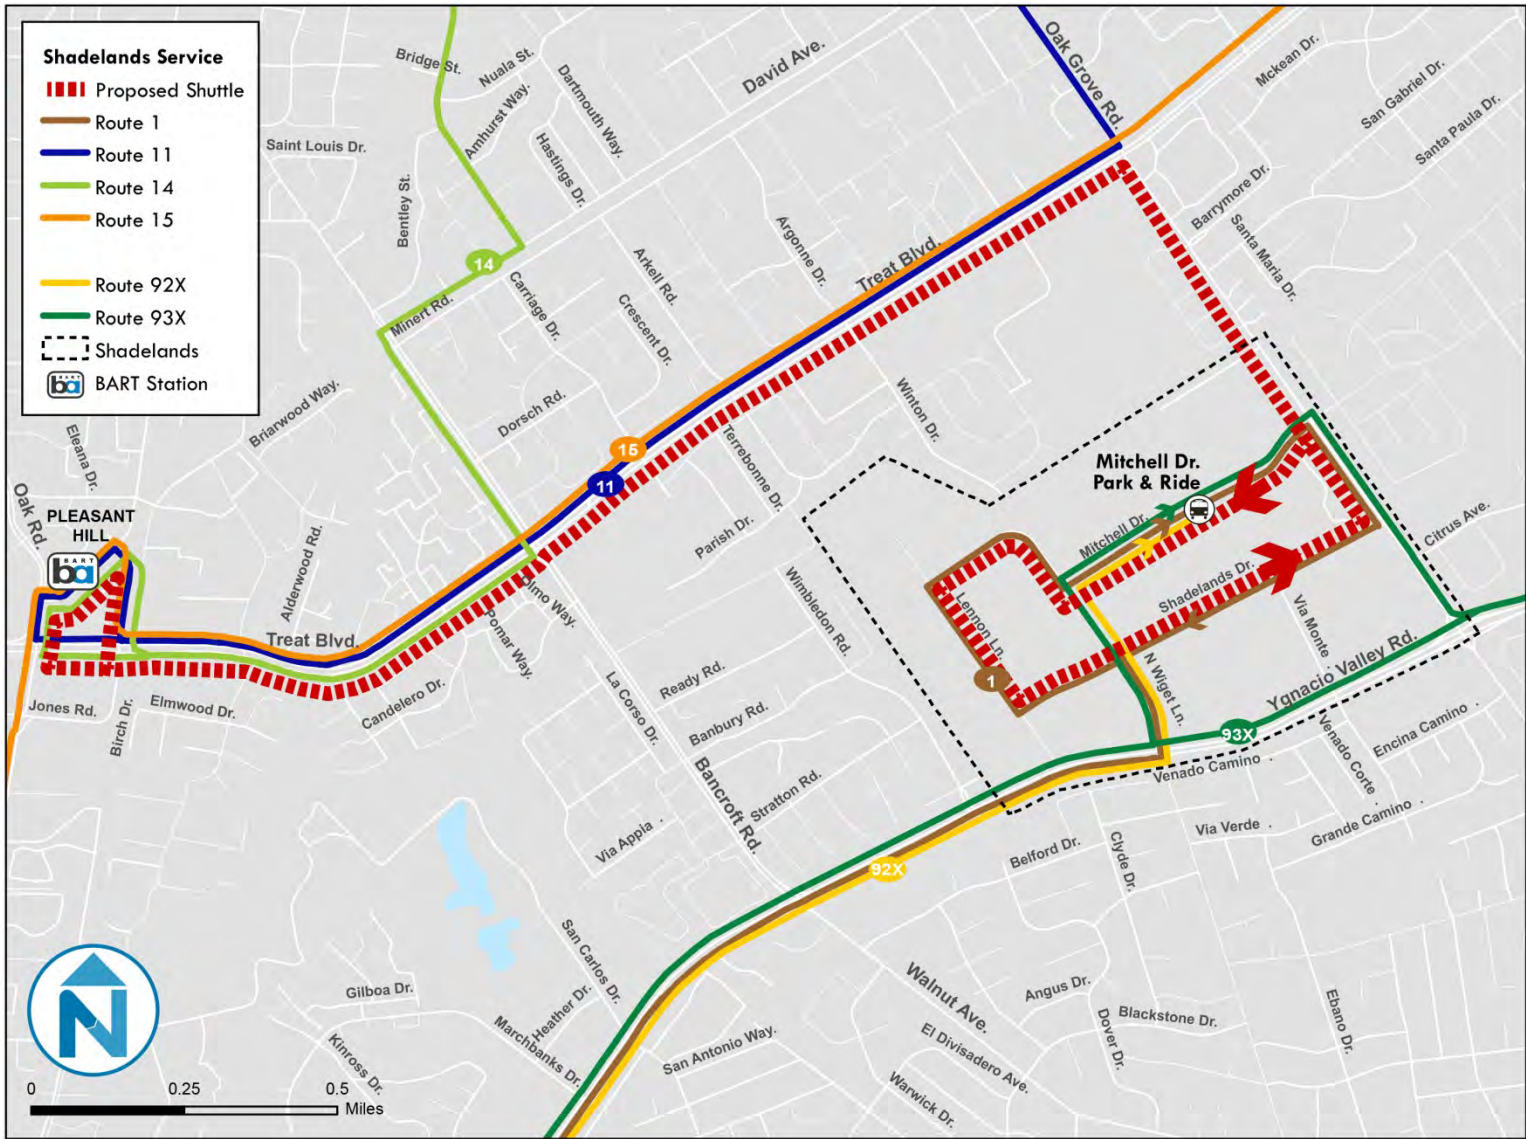 Shadelands Service
Proposed Shuttle
Route 1
Route 11
Route 14
Route 15
Route 92X
Route 93X
Shadelands
BART
ba
BART Station
Bridge St.
Nuala St.
Amhurst Way.
Dartmouth Way.
David Ave.
Oak Grove Rd.
Mckean Dr.
San Gabriel Dr.
Santa Paula Dr.
Saint Louis Dr.
Hastings Dr.
Bentley St.
Barrymore Dr.
Santa Maria Dr.
14
Minert Rd.
Carriage Dr.
Arkell Rd.
Crescent Dr.
Argonne Dr.
Treat Blvd.
Briarwood Way.
Dorsch Rd.
Winton Dr.
15
11
Terrebonne Dr.
Parish Dr.
Eleana Dr.
Oak Rd.
PLEASANT
HILL
BART
ba
Alderwood Rd.
Treat Blvd.
Mitchell Dr.
Park & Ride
Mitchell Dr.
Citrus Ave.
Shadelands Dr.
Via Monte
Lennon Ln.
1
N Wiget Ln.
Ygnacio Valley Rd.
93X
Olmo Way.
Pomar Way.
Wimbledon Rd.
Jones Rd.
Birch Dr.
Elmwood Dr.
Candelero Dr.
La Corso Dr.
Ready Rd.
Banbury Rd.
Stratton Rd.
Bancroft Rd.
Via Appia .
Venado Camino .
Venado Corte .
Encina Camino .
Grande Camino .
Via Verde .
Belford Dr.
Clyde Dr.
92X
San Carlos Dr.
Heather Dr.
Marchbanks Dr.
Gilboa Dr.
Kinross Dr.
San Antonio Way.
Walnut Ave.
Angus Dr.
El Divisadero Ave.
Warwick Dr.
Dover Dr.
Blackstone Dr.
Ebano Dr.
N
0
0.25
0.5
Miles